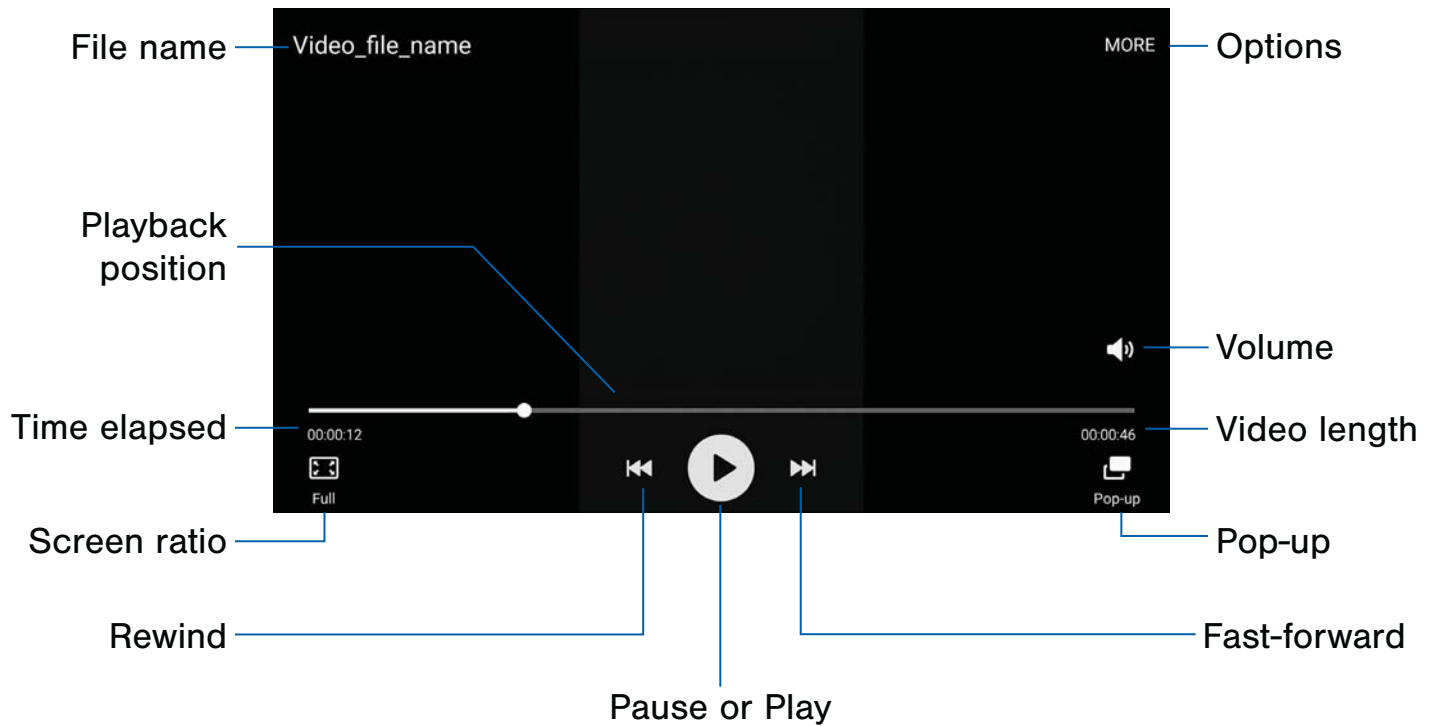 File name
Video_file_name
MORE
Options
Playback
position
Volume
Time elapsed
00:00:12
00:00:46
Video length
Full
Pop-up
Screen ratio
Pop-up
Rewind
Fast-forward
Pause or Play